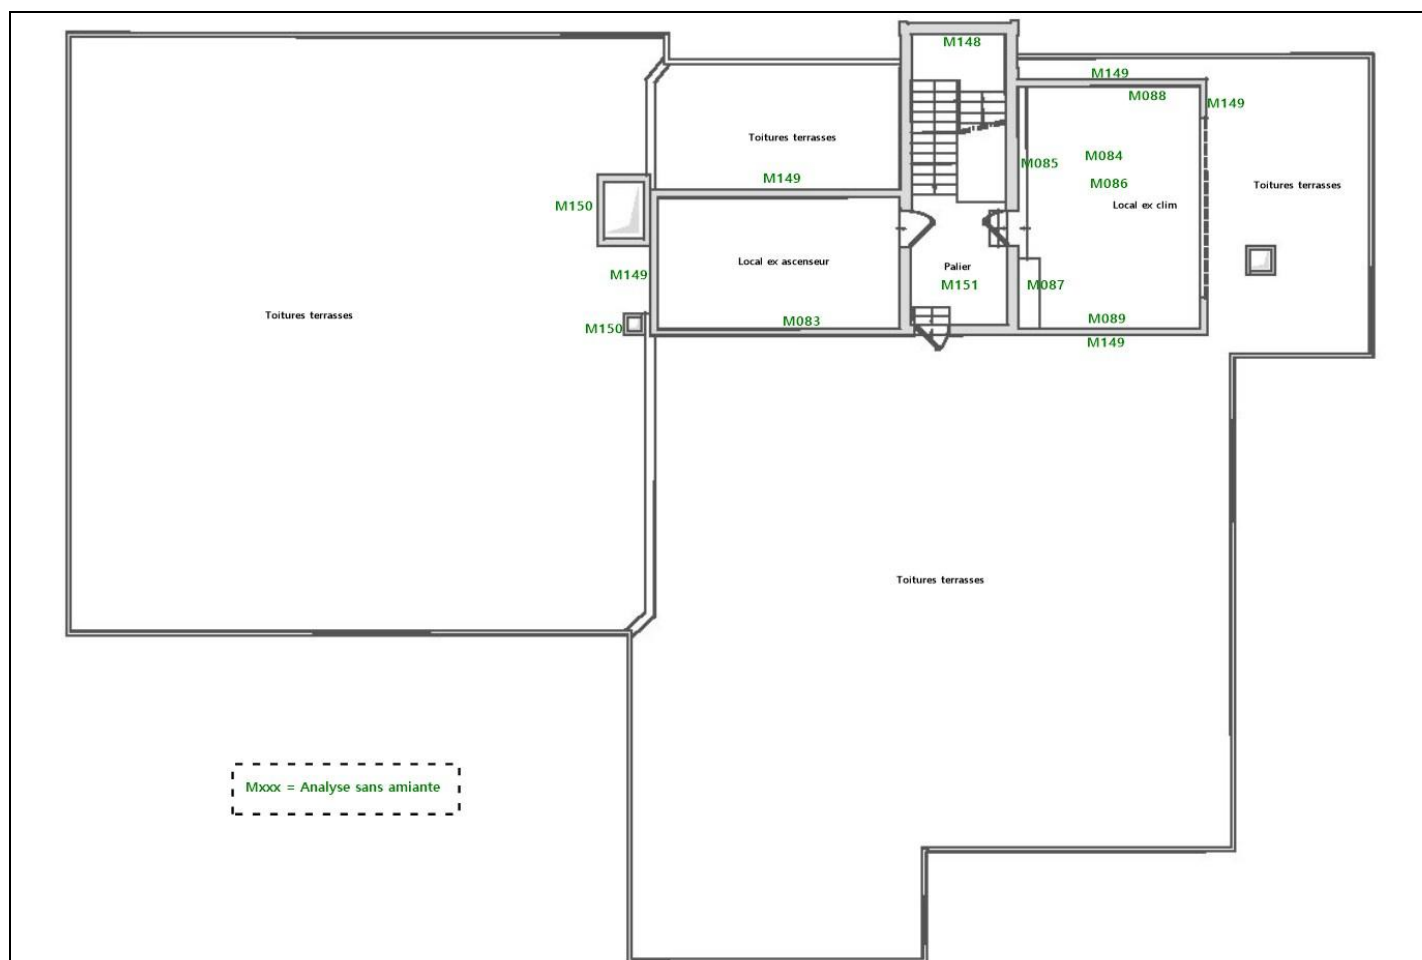 M148
M149
M088
M149
Toitures terrasses
M084
M085
M149
M086
Toitures terrasses
M150
Local ex clim
Local ex ascenseur
Palier
M149
M151
M087
Toitures terrasses
M083
M089
M150
M149
Toitures terrasses
Mxxx = Analyse sans amiante